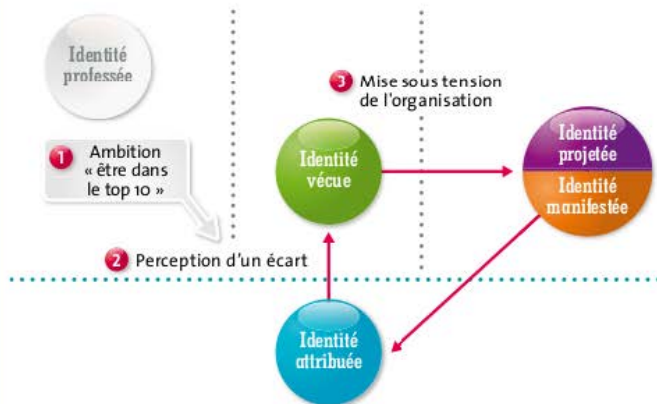 Identité
professée
1 Ambition
« être dans
le top 10 »
2 Perception d'un écart
3 Mise sous tension
de l'organisation
Identité
vécue
Identité
projetée
Identité
manifestée
Identité
attribuée